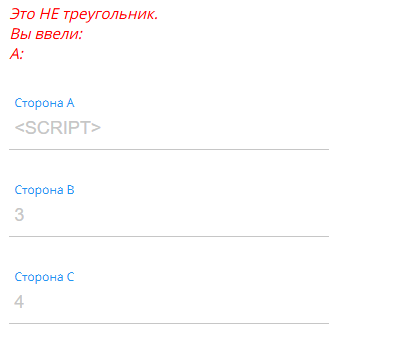 Это НЕ треугольник.
Вы ввели:
A:
Сторона A
<SCRIPT>
Сторона B
3
Сторона C
4